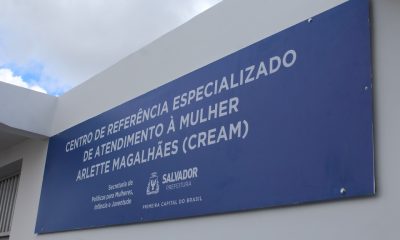 CENTRO DE REFERÊNCIA ESPECIALIZADO
DE ATENDIMENTO À MULHER
ARLETTE MAGALHÃES (CREAM)
Secretaria de
Políticas para Mulheres,
Infância e Juventude
SALVADOR
PREFEITURA
PRIMEIRA CAPITAL DO BRASIL